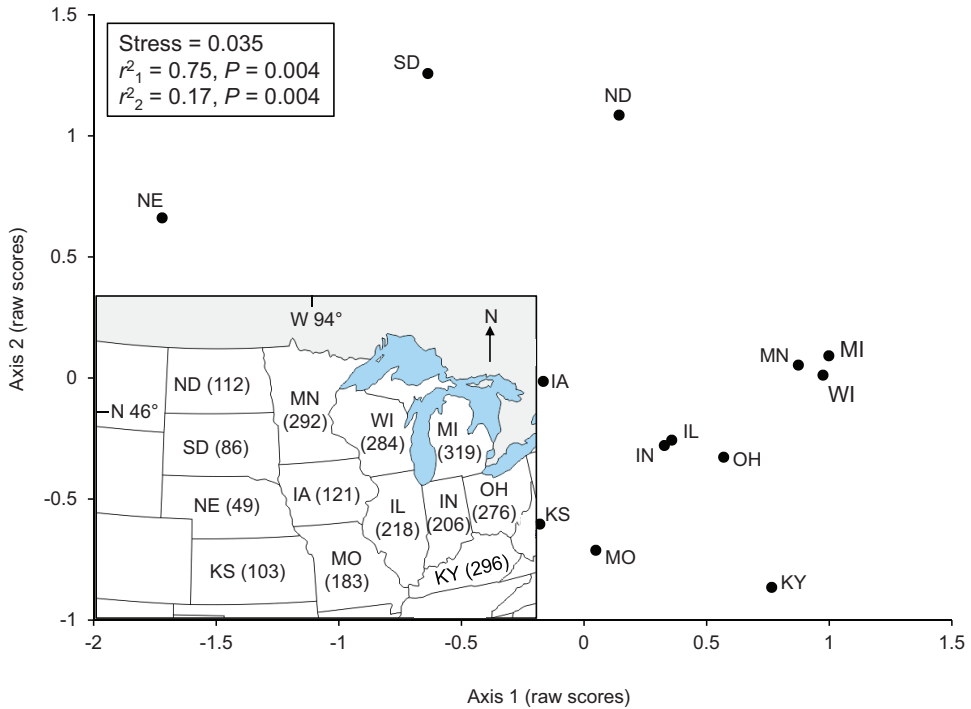 1.5
Stress = 0.035
r²₁ = 0.75, P = 0.004
r²₂ = 0.17, P = 0.004
SD
ND
1
NE
Axis 2 (raw scores)
0.5
W 94°
N
MN
MI
0
IA
WI
ND (112)
MN
(292)
N 46°
WI
(284)
MI
(319)
SD (86)
IL
IN
OH
IA (121)
OH
(276)
NE (49)
IL
(218)
IN
(206)
-0.5
KS
MO
(183)
KS (103)
KY (296)
MO
KY
-1
-2
-1.5
-1
-0.5
0
0.5
1
1.5
Axis 1 (raw scores)